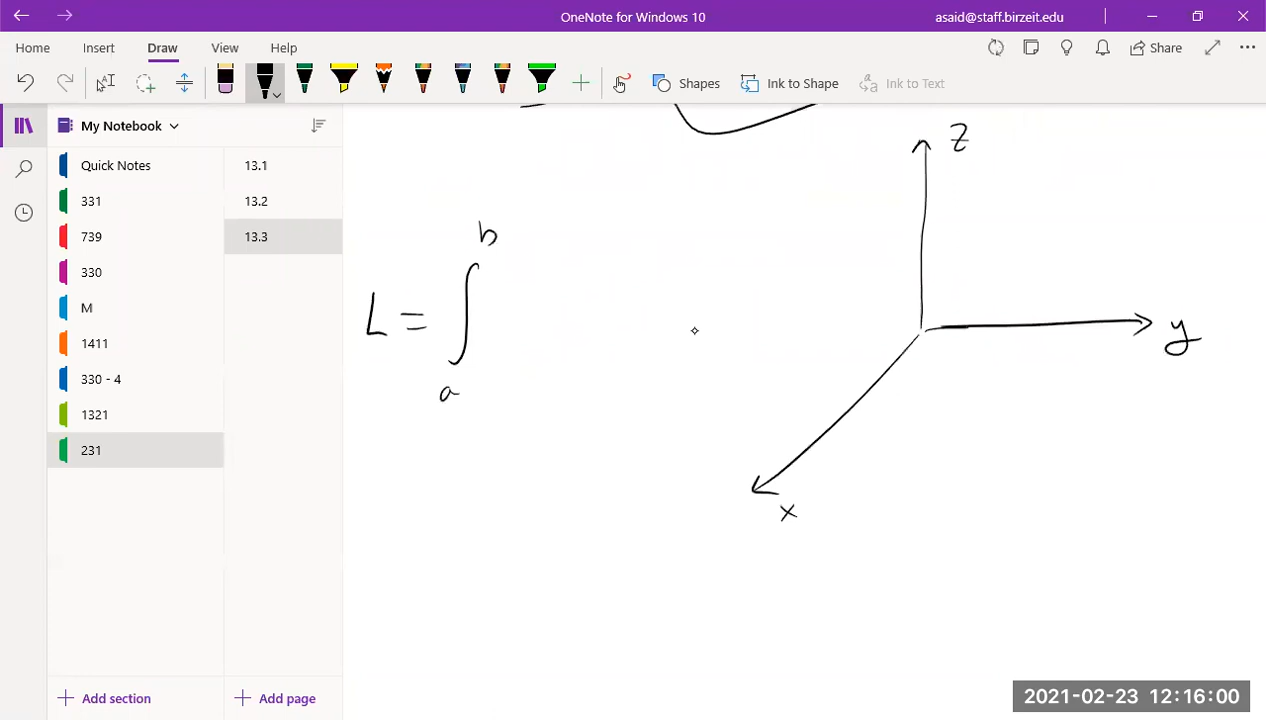 OneNote for Windows 10
asaid@staff.birzeit.edu
Home Insert Draw View Help
Share
Shapes
Ink to Shape
Ink to Text
My Notebook
Quick Notes
331
739
330
M
1411
330 - 4
1321
231
13.1
13.2
13.3
Add section
Add page
z
b
L = ∫
a
y
x
2021-02-23 12:16:00